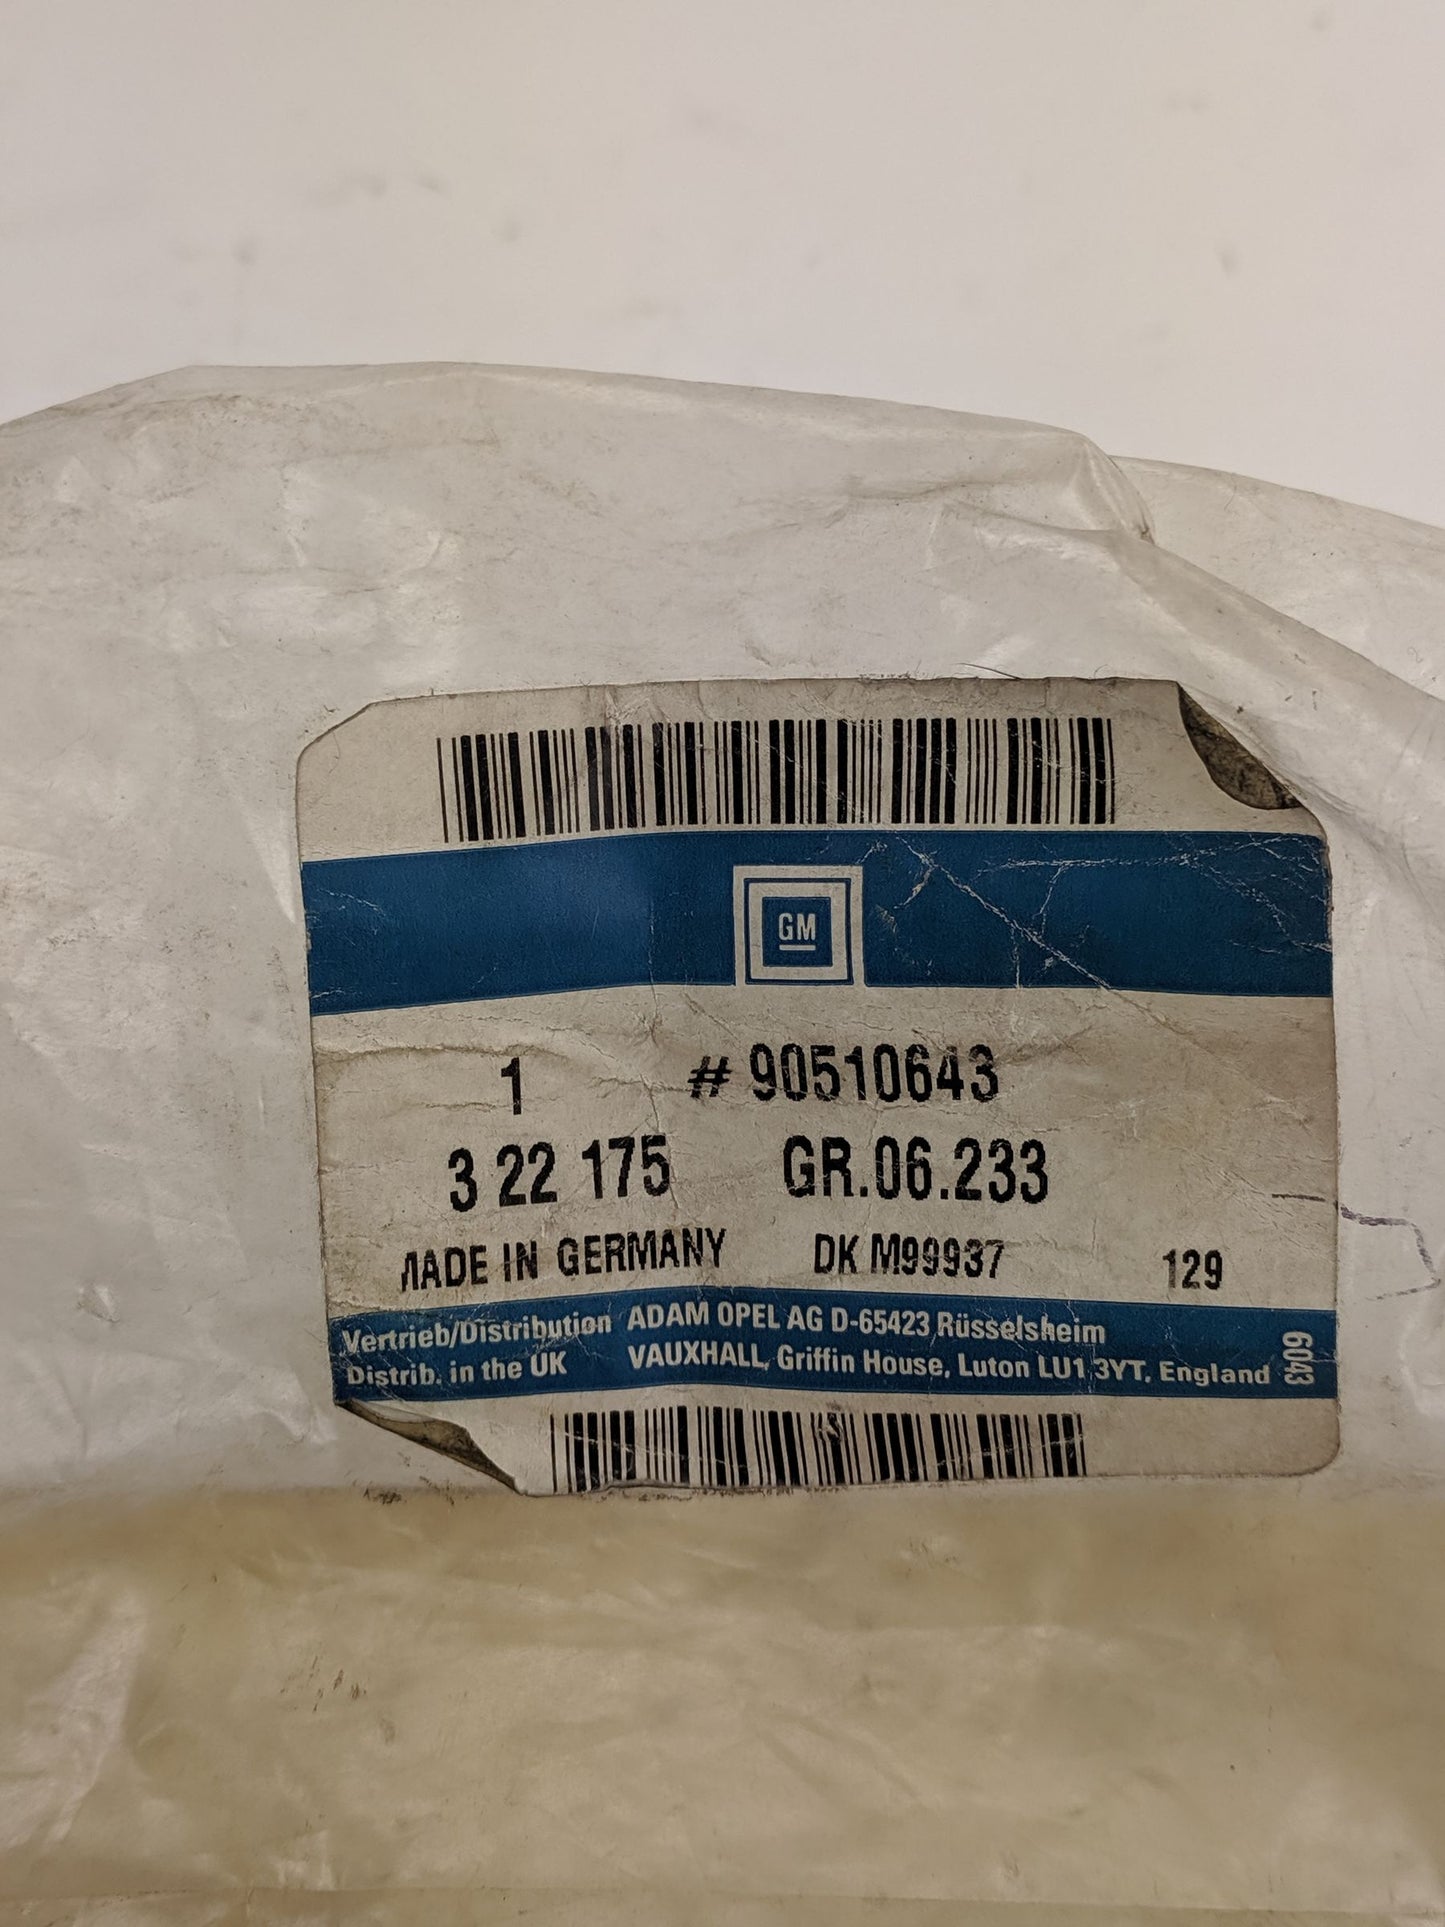 GM
1 # 90510643
3 22 175 GR.06.233
MADE IN GERMANY DK M99937 129
Vertrieb/Distribution ADAM OPEL AG D-65423 Rüsselsheim
Distrib. in the UK VAUXHALL, Griffin House, Luton LU1 3YT, England
6043